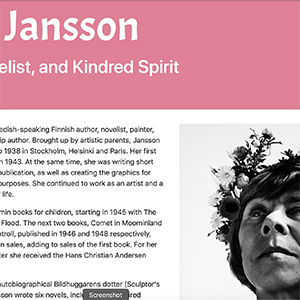 Jansson
elist, and Kindred Spirit
edish-speaking Finnish author, novelist, painter,
ip author. Brought up by artistic parents, Jansson
o 1938 in Stockholm, Helsinki and Paris. Her first
n 1943. At the same time, she was writing short
publication, as well as creating the graphics for
purposes. She continued to work as an artist and a
life.
min books for children, starting in 1945 with The
Flood. The next two books, Comet in Moominland
troll, published in 1946 and 1948 respectively,
n sales, adding to sales of the first book. For her
ter she received the Hans Christian Andersen
autobiographical Bildhuggarens dotter (Sculptor's
sson wrote six novels, incl
red
Screenshot